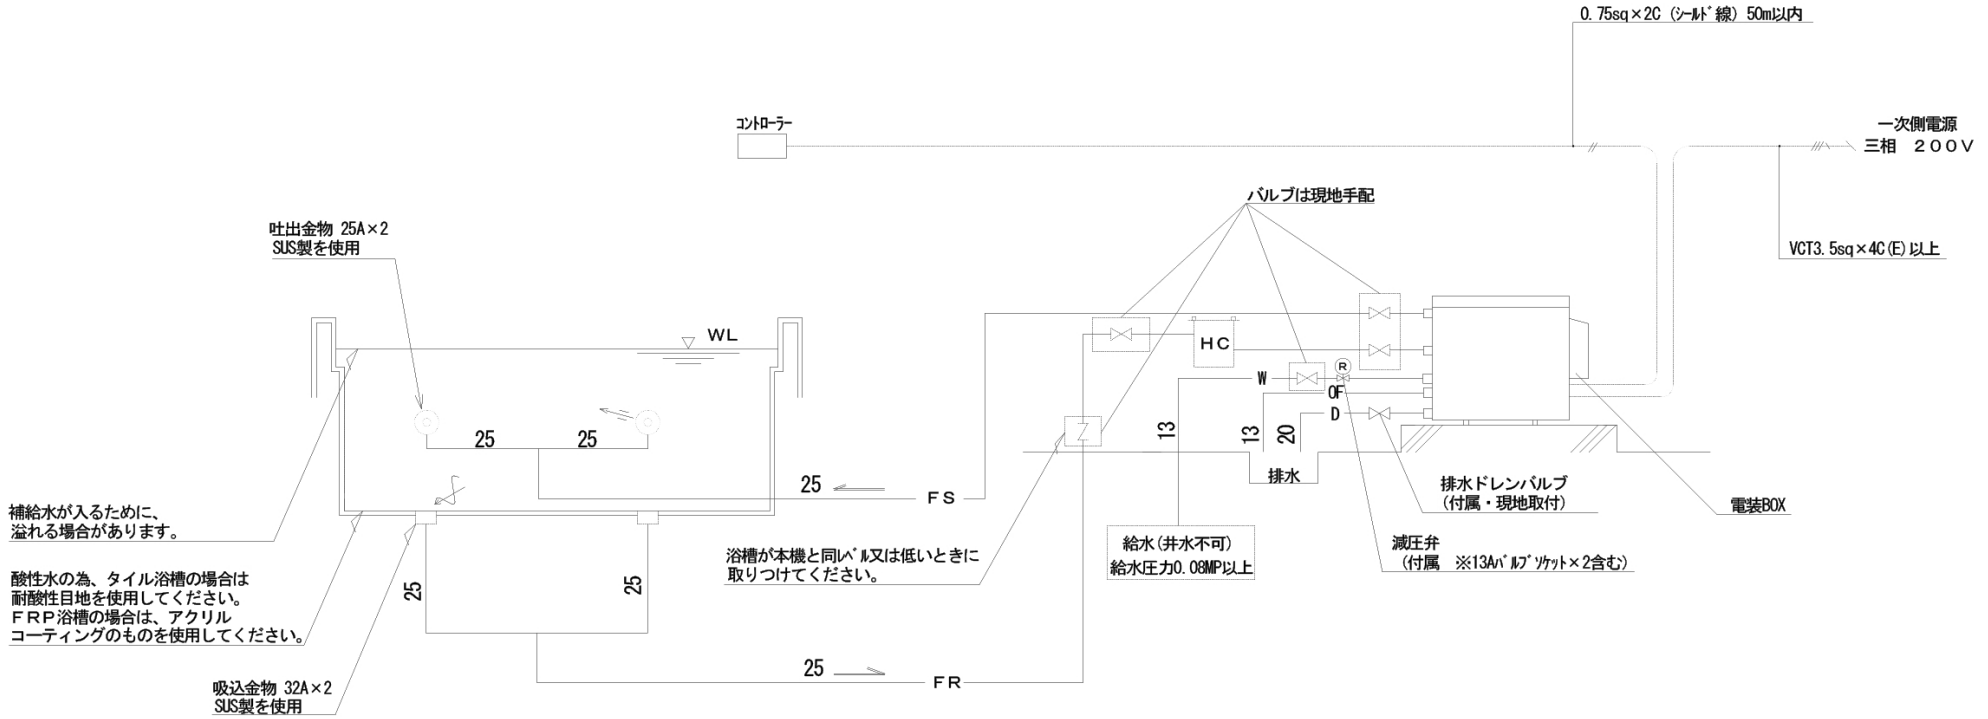 0.75sq×2C (ｼｰﾙﾄﾞ線) 50m以内
ｺﾝﾄﾛｰﾗｰ
一次側電源
三相　２００Ｖ
バルブは現地手配
吐出金物 25A×2
SUS製を使用
VCT3.5sq×4C(E)以上
ＷＬ
ＨＣ
R
W
OF
D
25
25
13
13
20
排水
25
ＦＳ
排水ドレンバルブ
(付属・現地取付)
電装BOX
補給水が入るために、
溢れる場合があります。
給水(井水不可)
給水圧力0.08MP以上
減圧弁
(付属　※13Aﾊﾞﾙﾌﾞｿｹｯﾄ×2含む)
浴槽が本機と同ﾚﾍﾞﾙ又は低いときに
取りつけてください。
酸性水の為、タイル浴槽の場合は
耐酸性目地を使用してください。
ＦＲＰ浴槽の場合は、アクリル
コーティングのものを使用してください。
25
25
25
ＦＲ
吸込金物 32A×2
SUS製を使用